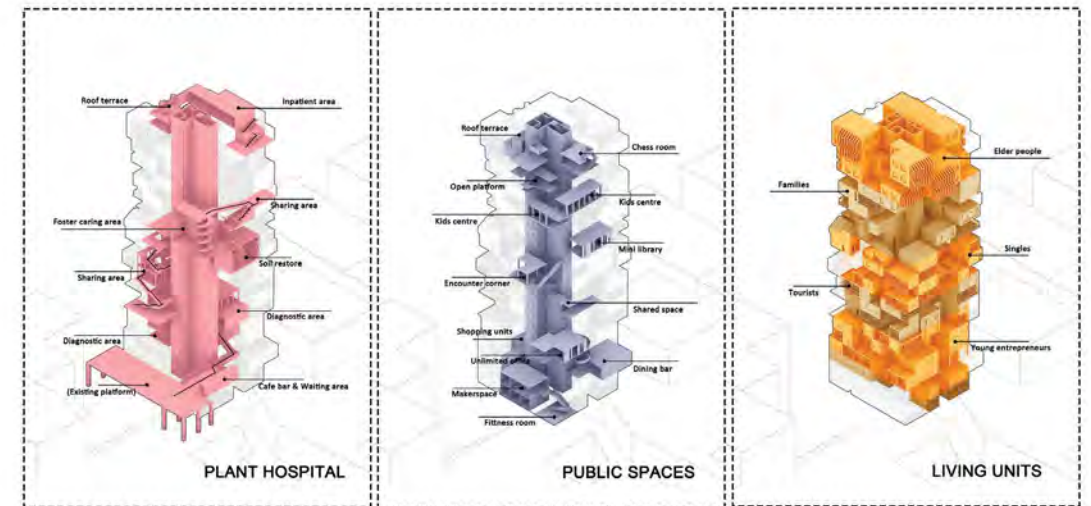 Roof terrace
Inpatient area
Sharing area
Foster caring area
Soil restore
Sharing area
Diagnostic area
Diagnostic area
(Existing platform)
Cafe bar & Waiting area
PLANT HOSPITAL
Roof terrace
Chess room
Open platform
Kids centre
Kids centre
Mini library
Encounter corner
Shared space
Shopping units
Unlimited office
Dining bar
Makerspace
Fittness room
PUBLIC SPACES
Elder people
Families
Singles
Tourists
Young entrepreneurs
LIVING UNITS